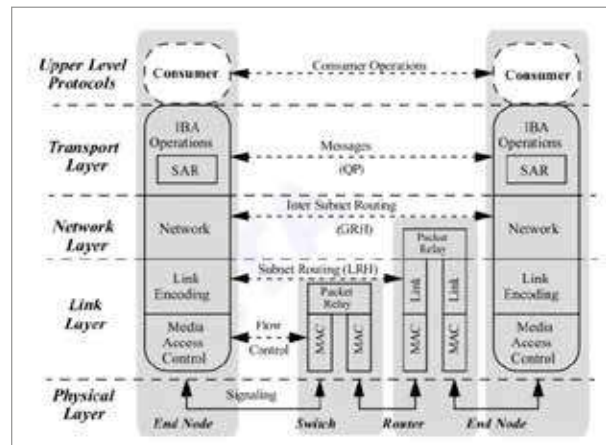 Upper Level
Protocols
Consumer
Consumer Operations
Consumer
Transport
Layer
IBA
Operations
SAR
Messages
(QP)
IBA
Operations
SAR
Network
Layer
Network
Inter Subnet Routing
(GRH)
Network
Packet
Relay
Link
Layer
Link
Encoding
Subnet Routing (LRH)
Packet
Relay
Link
Link
Link
Encoding
Media
Access
Control
Flow
Control
MAC
MAC
MAC
MAC
Media
Access
Control
Physical
Layer
Signaling
End Node
Switch
Router
End Node